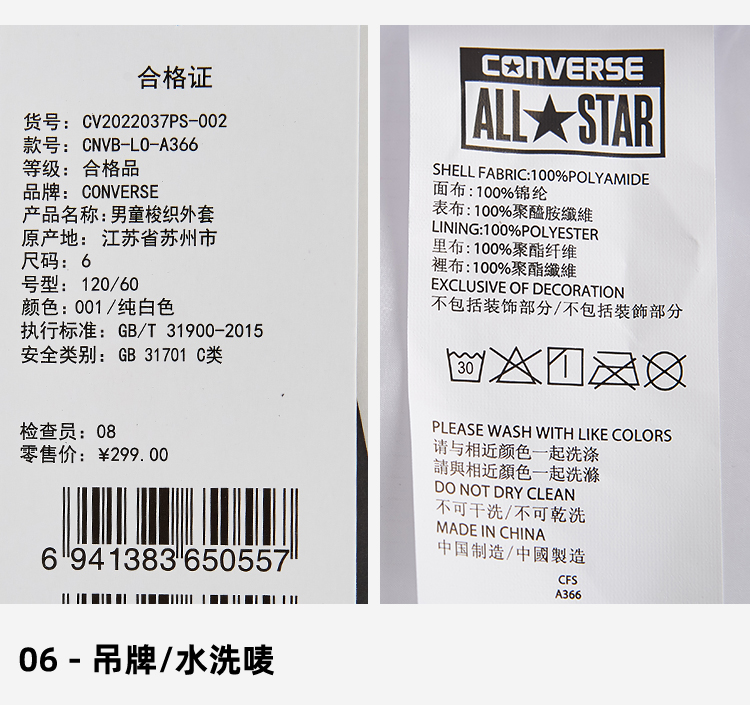 合格证
货号: CV2022037PS-002
款号: CNVB-LO-A366
等级: 合格品
品牌: CONVERSE
产品名称: 男童梭织外套
原产地: 江苏省苏州市
尺码: 6
号型: 120/60
颜色: 001/纯白色
执行标准: GB/T 31900-2015
安全类别: GB 31701 C类
检查员: 08
零售价: ¥299.00
6 941383 650557
CONVERSE
ALL★STAR
SHELL FABRIC:100%POLYAMIDE
面布:100%锦纶
表布:100%聚醯胺纖維
LINING:100%POLYESTER
里布:100%聚酯纤维
裡布:100%聚酯纖維
EXCLUSIVE OF DECORATION
不包括装饰部分/不包括裝飾部分
30
PLEASE WASH WITH LIKE COLORS
请与相近颜色一起洗涤
請與相近顏色一起洗滌
DO NOT DRY CLEAN
不可干洗/不可乾洗
MADE IN CHINA
中国制造/中國製造
CFS
A366
06 - 吊牌/水洗唛